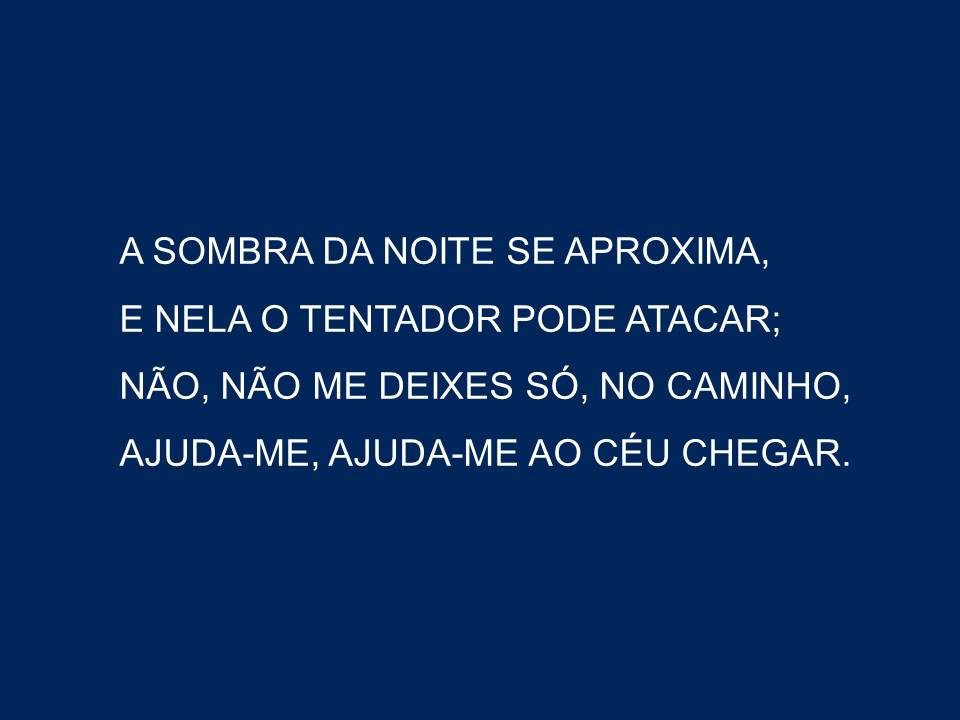 A SOMBRA DA NOITE SE APROXIMA,
E NELA O TENTADOR PODE ATACAR;
NÃO, NÃO ME DEIXES SÓ, NO CAMINHO,
AJUDA-ME, AJUDA-ME AO CÉU CHEGAR.